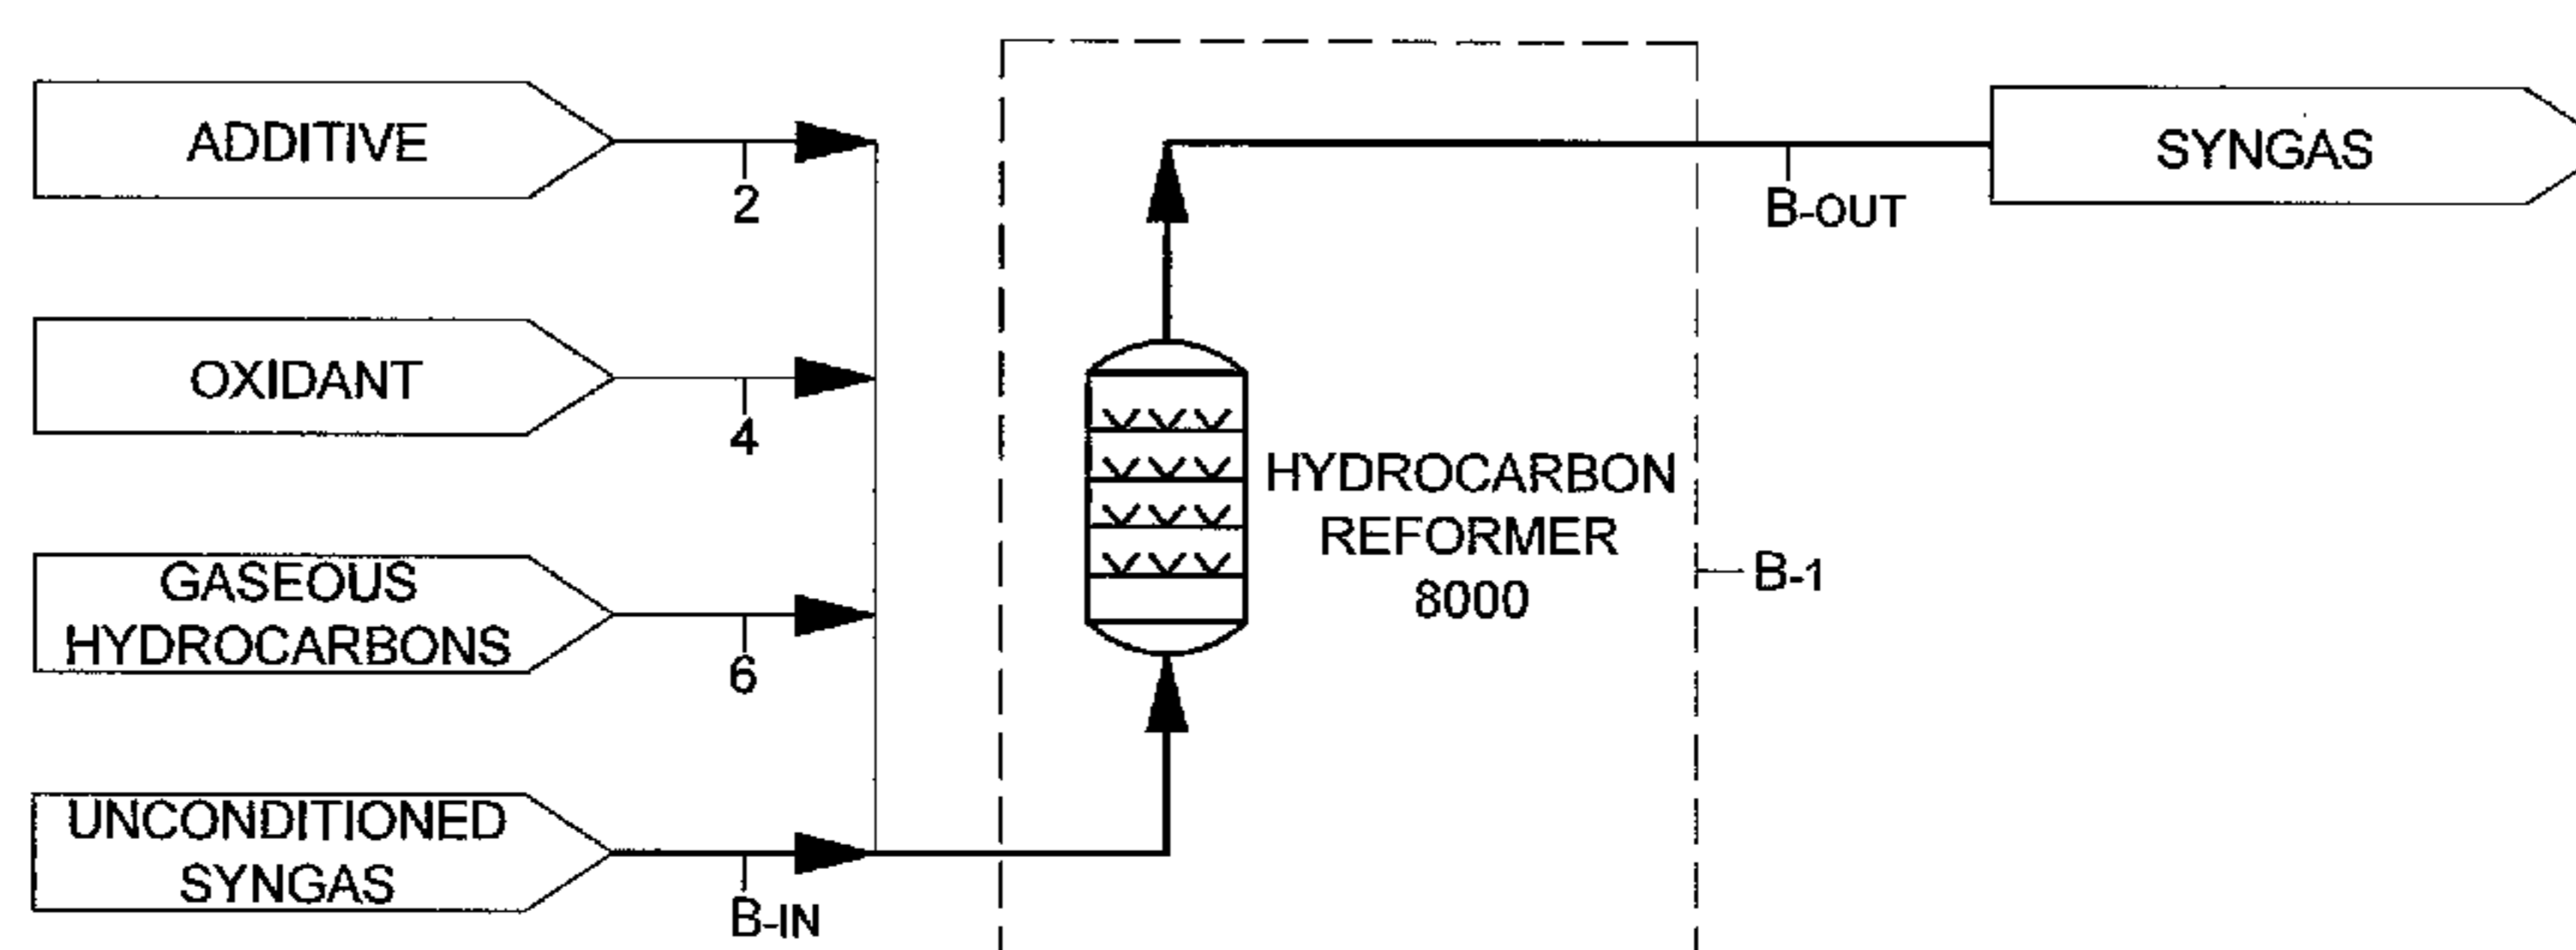 ADDITIVE
2
SYNGAS
B-OUT
OXIDANT
4
HYDROCARBON
REFORMER
8000
B-1
GASEOUS
HYDROCARBONS
6
UNCONDITIONED
SYNGAS
B-IN